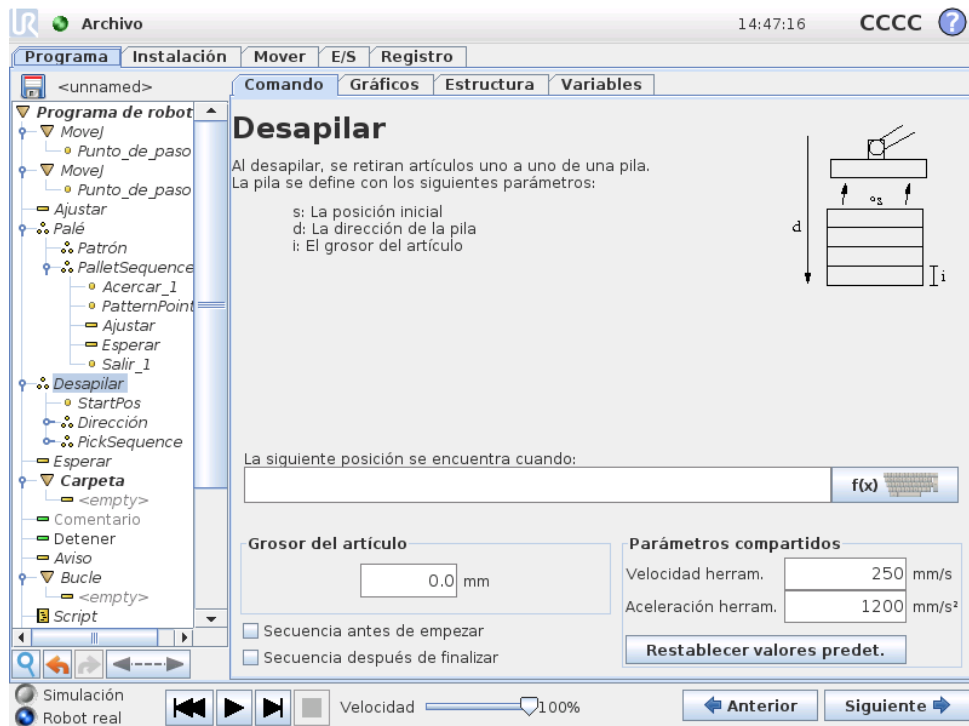 UR Archivo 14:47:16 CCCC ?
Programa Instalación Mover E/S Registro
<unnamed>
Comando Gráficos Estructura Variables
Programa de robot
MoveJ
Punto_de_paso
MoveJ
Punto_de_paso
Ajustar
Palé
Patrón
PalletSequence
Acercar_1
PatternPoint
Ajustar
Esperar
Salir_1
Desapilar
StartPos
Dirección
PickSequence
Esperar
Carpeta
<empty>
Comentario
Detener
Aviso
Bucle
<empty>
Script
Desapilar
Al desapilar, se retiran artículos uno a uno de una pila.
La pila se define con los siguientes parámetros:
s: La posición inicial
d: La dirección de la pila
i: El grosor del artículo
s
d
i
La siguiente posición se encuentra cuando:
f(x)
Grosor del artículo
0.0 mm
Secuencia antes de empezar
Secuencia después de finalizar
Parámetros compartidos
Velocidad herram. 250 mm/s
Aceleración herram. 1200 mm/s²
Restablecer valores predet.
Simulación
Robot real
Velocidad 100%
Anterior Siguiente